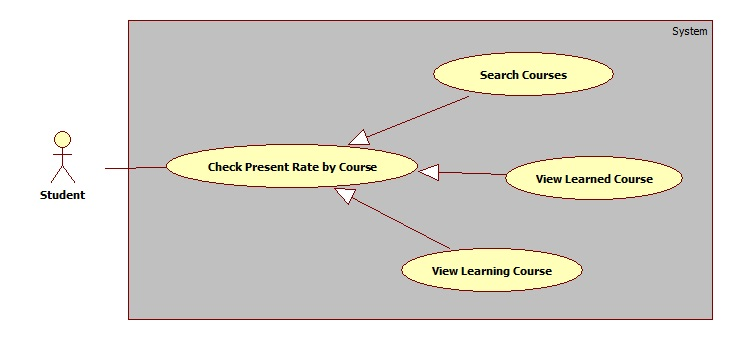 System
Search Courses
Check Present Rate by Course
View Learned Course
Student
View Learning Course